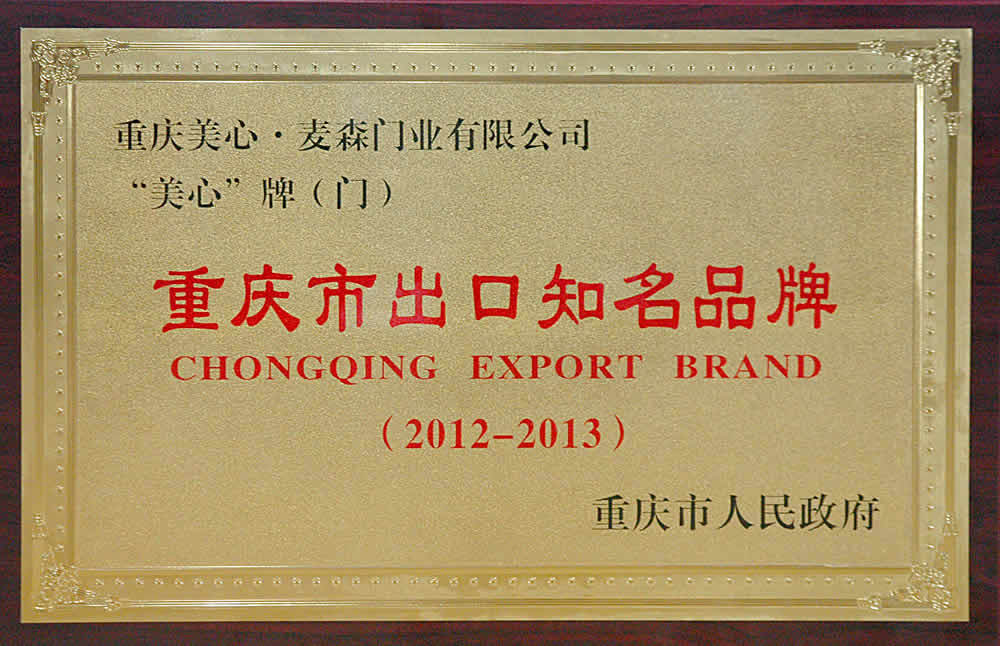 重庆美心·麦森门业有限公司
“美心”牌（门）
重庆市出口知名品牌
CHONGQING EXPORT BRAND
（2012-2013）
重庆市人民政府